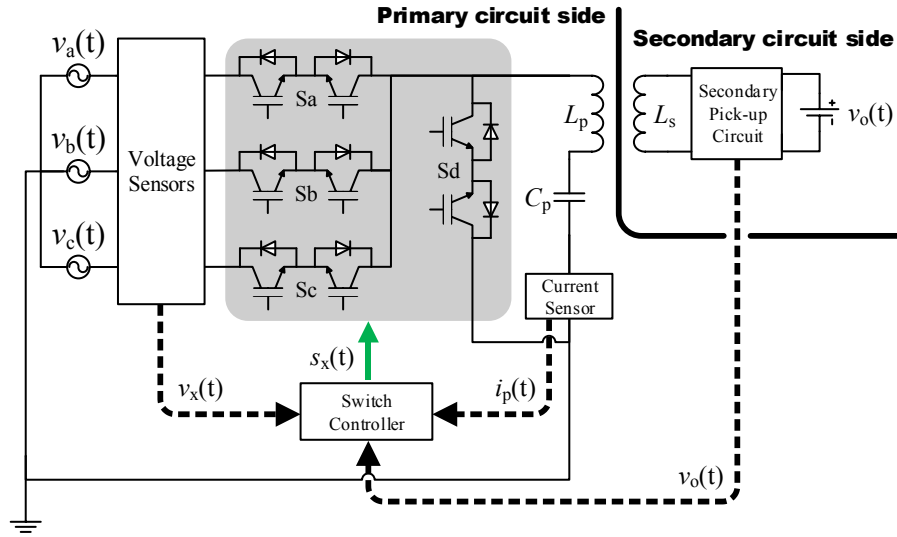 Primary circuit side
Secondary circuit side
va(t)
vb(t)
vc(t)
Voltage
Sensors
Sa
Sb
Sc
Sd
Lp
Cp
Ls
Secondary
Pick-up
Circuit
+
-
vo(t)
Current
Sensor
sx(t)
vx(t)
ip(t)
Switch
Controller
vo(t)